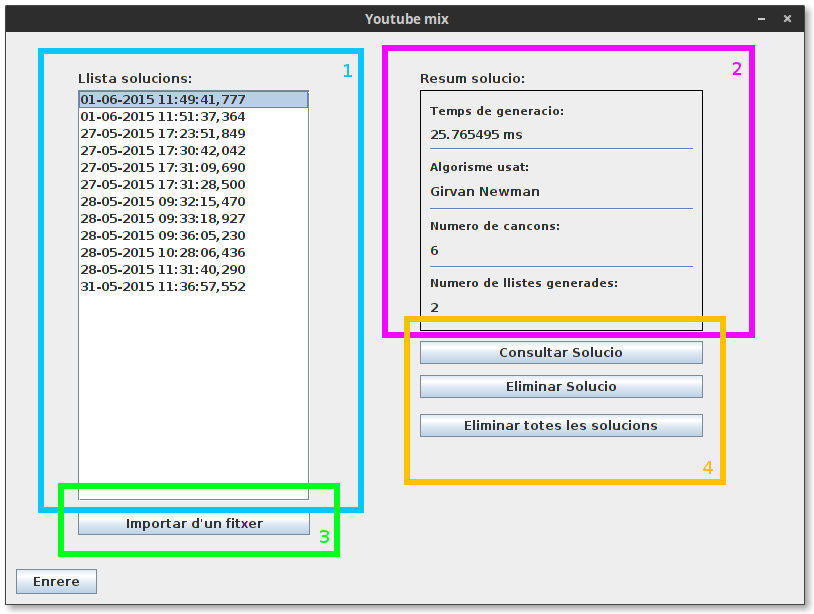 Youtube mix
1
Llista solucions:
01-06-2015 11:49:41,777
01-06-2015 11:51:37,364
27-05-2015 17:23:51,849
27-05-2015 17:30:42,042
27-05-2015 17:31:09,690
27-05-2015 17:31:28,500
28-05-2015 09:32:15,470
28-05-2015 09:33:18,927
28-05-2015 09:36:05,230
28-05-2015 10:28:06,436
28-05-2015 11:31:40,290
31-05-2015 11:36:57,552
Importar d'un fitxer
3
Enrere
2
Resum solucio:
Temps de generacio:
25.765495 ms
Algorisme usat:
Girvan Newman
Numero de cancons:
6
Numero de llistes generades:
2
Consultar Solucio
Eliminar Solucio
Eliminar totes les solucions
4